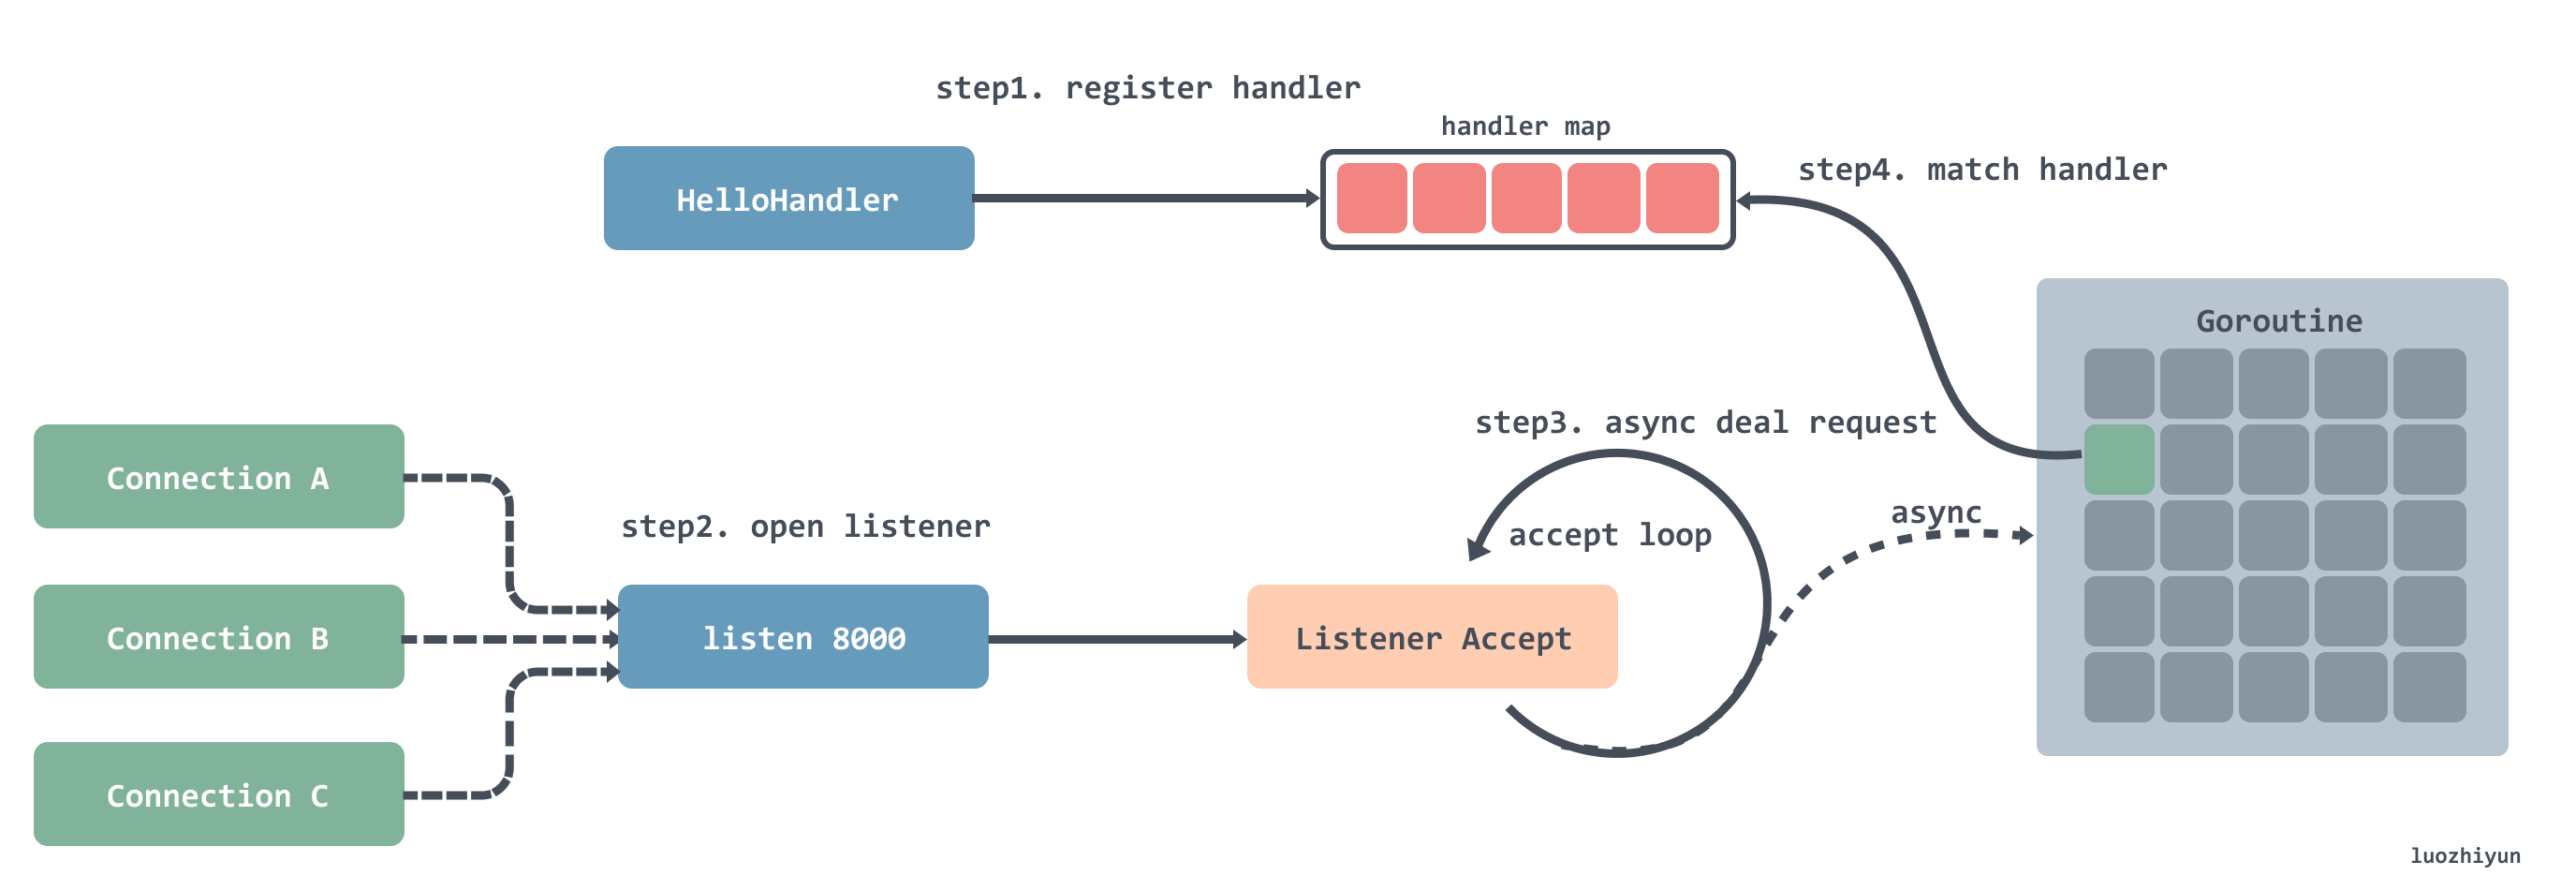 step1. register handler
handler map
HelloHandler
step4. match handler
Goroutine
step3. async deal request
Connection A
async
step2. open listener
accept loop
Connection B
listen 8000
Listener Accept
Connection C
luozhiyun